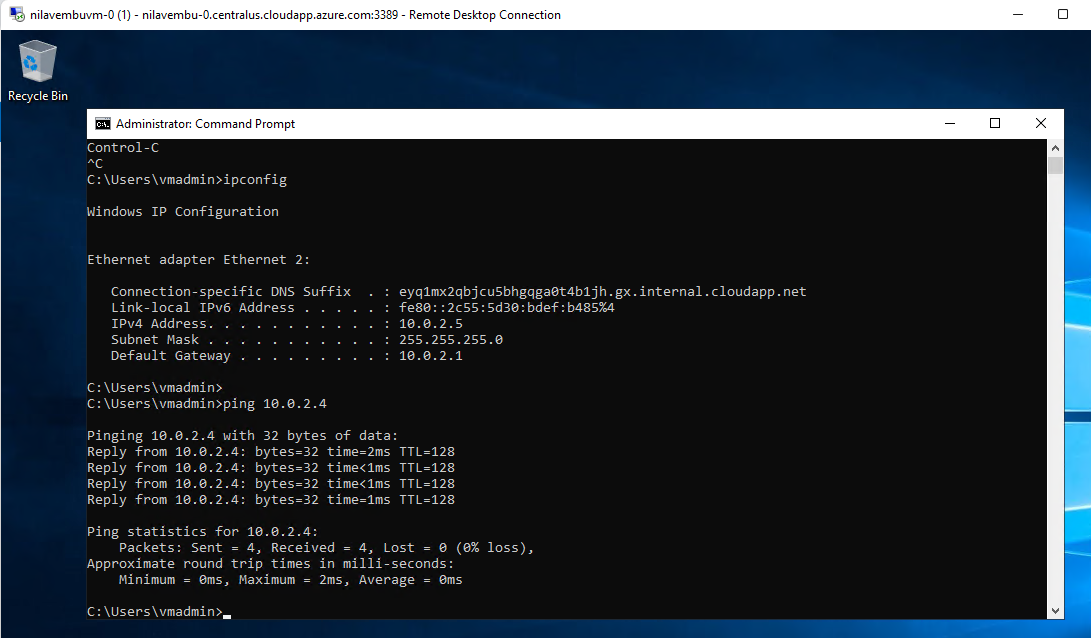 nilavembuvm-0 (1) - nilavembu-0.centralus.cloudapp.azure.com:3389 - Remote Desktop Connection
Recycle Bin
Administrator: Command Prompt
Control-C
^C
C:\Users\vmadmin>ipconfig
Windows IP Configuration
Ethernet adapter Ethernet 2:
   Connection-specific DNS Suffix  . : eyq1mx2qbjcu5bhgqga0t4b1jh.gx.internal.cloudapp.net
   Link-local IPv6 Address . . . . . : fe80::2c55:5d30:bdef:b485%4
   IPv4 Address. . . . . . . . . . . : 10.0.2.5
   Subnet Mask . . . . . . . . . . . : 255.255.255.0
   Default Gateway . . . . . . . . . : 10.0.2.1
C:\Users\vmadmin>
C:\Users\vmadmin>ping 10.0.2.4
Pinging 10.0.2.4 with 32 bytes of data:
Reply from 10.0.2.4: bytes=32 time=2ms TTL=128
Reply from 10.0.2.4: bytes=32 time<1ms TTL=128
Reply from 10.0.2.4: bytes=32 time<1ms TTL=128
Reply from 10.0.2.4: bytes=32 time=1ms TTL=128
Ping statistics for 10.0.2.4:
    Packets: Sent = 4, Received = 4, Lost = 0 (0% loss),
Approximate round trip times in milli-seconds:
    Minimum = 0ms, Maximum = 2ms, Average = 0ms
C:\Users\vmadmin>